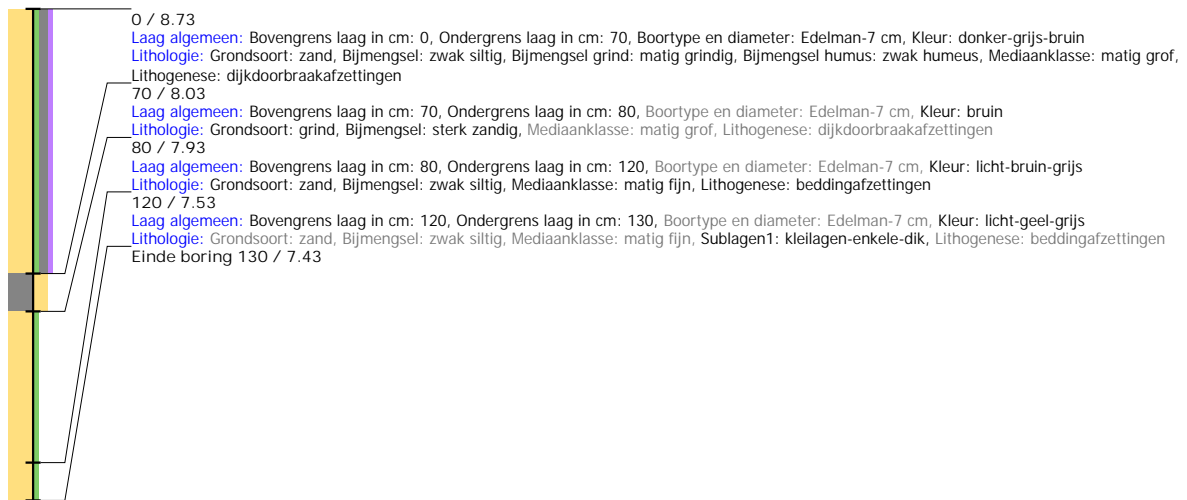 0 / 8.73
Laag algemeen: Bovengrens laag in cm: 0, Ondergrens laag in cm: 70, Boortype en diameter: Edelman-7 cm, Kleur: donker-grijs-bruin
Lithologie: Grondsoort: zand, Bijmengsel: zwak siltig, Bijmengsel grind: matig grindig, Bijmengsel humus: zwak humeus, Mediaanklasse: matig grof,
Lithogenese: dijkdoorbraakafzettingen
70 / 8.03
Laag algemeen: Bovengrens laag in cm: 70, Ondergrens laag in cm: 80, Boortype en diameter: Edelman-7 cm, Kleur: bruin
Lithologie: Grondsoort: grind, Bijmengsel: sterk zandig, Mediaanklasse: matig grof, Lithogenese: dijkdoorbraakafzettingen
80 / 7.93
Laag algemeen: Bovengrens laag in cm: 80, Ondergrens laag in cm: 120, Boortype en diameter: Edelman-7 cm, Kleur: licht-bruin-grijs
Lithologie: Grondsoort: zand, Bijmengsel: zwak siltig, Mediaanklasse: matig fijn, Lithogenese: beddingafzettingen
120 / 7.53
Laag algemeen: Bovengrens laag in cm: 120, Ondergrens laag in cm: 130, Boortype en diameter: Edelman-7 cm, Kleur: licht-geel-grijs
Lithologie: Grondsoort: zand, Bijmengsel: zwak siltig, Mediaanklasse: matig fijn, Sublagen1: kleilagen-enkele-dik, Lithogenese: beddingafzettingen
Einde boring 130 / 7.43